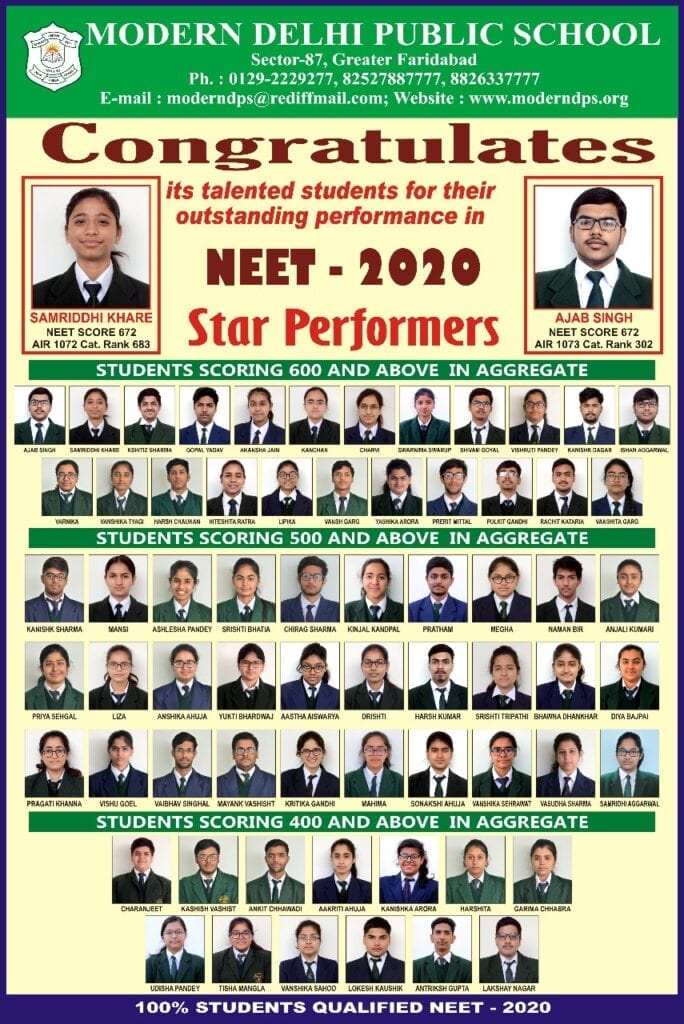 MODERN DELHI PUBLIC SCHOOL
Sector-87, Greater Faridabad
Ph. : 0129-2229277, 82527887777, 8826337777
E-mail : moderndps@rediffmail.com; Website : www.moderndps.org
Congratulates
its talented students for their
outstanding performance in
NEET - 2020
Star Performers
SAMRIDDHI KHARE
NEET SCORE 672
AIR 1072 Cat. Rank 683
AJAB SINGH
NEET SCORE 672
AIR 1073 Cat. Rank 302
STUDENTS SCORING 600 AND ABOVE IN AGGREGATE
AJAB SINGH SAMRIDDHI KHARE KSHITIZ SHARMA GOPAL YADAV AKANSHA JAIN KANCHAN CHARVI SWARNIMA SWARUP SHIVAM GOYAL VISHRUTI PANDEY KANISHK DAGAR ISHAN AGGARWAL
VARNIKA VANSHIKA TYAGI HARSH CHAUHAN HITESHITA RATRA LIPIKA VANSH GARG YASHIKA ARORA PRERIT MITTAL PULKIT GANDHI RACHIT KATARIA VANSHITA GARG
STUDENTS SCORING 500 AND ABOVE IN AGGREGATE
KANISHK SHARMA MANSI ASHLESHA PANDEY SRISHTI BHATIA CHIRAG SHARMA KINJAL KANDPAL PRATHAM MEGHA NAMAN BIR ANJALI KUMARI
PRIYA SEHGAL LIZA ANSHIKA AHUJA YUKTI BHARDWAJ AASTHA AISWARYA DRISHTI HARSH KUMAR SRISHTI TRIPATHI BHAWNA DHANKHAR DIYA BAJPAI
PRAGATI KHANNA VISHU GOEL VAIBHAV SINGHAL MAYANK VASHISHT KRITIKA GANDHI MAHIMA SONAKSHI AHUJA VANSHIKA SEHRAWAT VASUDHA SHARMA SAMRIDHI AGGARWAL
STUDENTS SCORING 400 AND ABOVE IN AGGREGATE
CHARANJEET KASHISH VASHIST ANKIT CHHAWADI AAKRITI AHUJA KANISHKA ARORA HARSHITA GARIMA CHHABRA
UDISHA PANDEY TISHA MANGLA VANSHIKA SAHOO LOKESH KAUSHIK ANTRIKSH GUPTA LAKSHAY NAGAR
100% STUDENTS QUALIFIED NEET - 2020